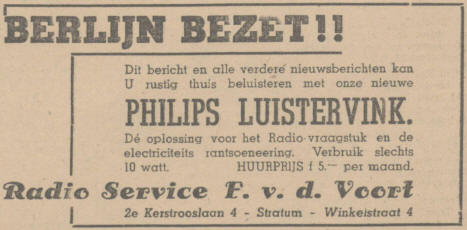 BERLIJN BEZET!!
Dit bericht en alle verdere nieuwsberichten kan
U rustig thuis beluisteren met onze nieuwe
PHILIPS LUISTERVINK.
Dé oplossing voor het Radio-vraagstuk en de
electriciteits rantsoeneering. Verbruik slechts
10 watt. HUURPRIJS f 5.— per maand.
Radio Service F. v. d. Voort
2e Kerstrooslaan 4 - Stratum - Winkelstraat 4